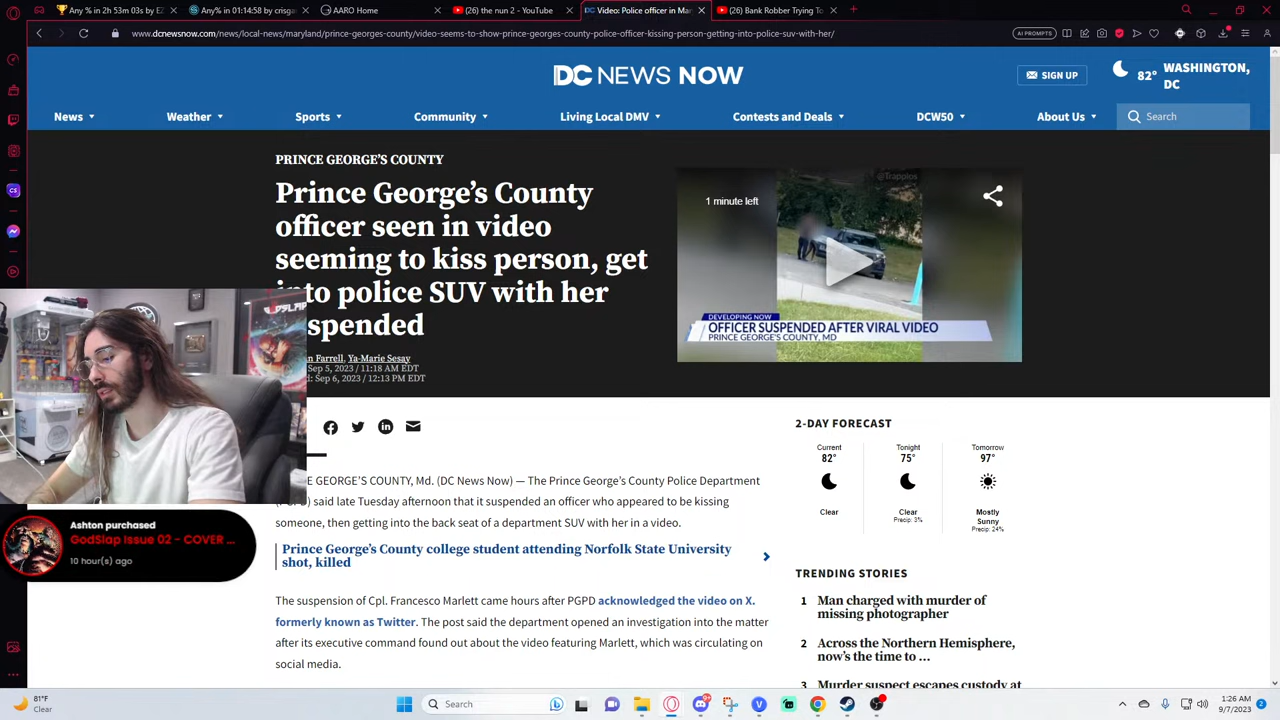 Any% in 2h 53m 03s by EZ
Any% in 01:14:58 by crisga
AARO Home
(26) the nun 2 - YouTube
Video: Police officer in Mar
(26) Bank Robber Trying To
www.dcnewsnow.com/news/local-news/maryland/prince-georges-county/video-seems-to-show-prince-georges-county-police-officer-kissing-person-getting-into-police-suv-with-her/
AI PROMPTS
DC NEWS NOW
SIGN UP
82°
WASHINGTON,
DC
News
Weather
Sports
Community
Living Local DMV
Contests and Deals
DCW50
About Us
Search
PRINCE GEORGE'S COUNTY
Prince George's County
officer seen in video
seeming to kiss person, get
into police SUV with her
spended
n Farrell, Ya-Marie Sesay
Sep 5, 2023 / 11:18 AM EDT
d: Sep 6, 2023 / 12:13 PM EDT
@Trapplos
1 minute left
DEVELOPING NOW
OFFICER SUSPENDED AFTER VIRAL VIDEO
PRINCE GEORGE'S COUNTY, MD
CE GEORGE'S COUNTY, Md. (DC News Now) — The Prince George's County Police Department
said late Tuesday afternoon that it suspended an officer who appeared to be kissing
someone, then getting into the back seat of a department SUV with her in a video.
Prince George's County college student attending Norfolk State University
shot, killed
The suspension of Cpl. Francesco Marlett came hours after PGPD acknowledged the video on X.
formerly known as Twitter. The post said the department opened an investigation into the matter
after its executive command found out about the video featuring Marlett, which was circulating on
social media.
2-DAY FORECAST
Current
82°
Clear
Tonight
75°
Clear
Precip: 3%
Tomorrow
97°
Mostly
Sunny
Precip: 24%
TRENDING STORIES
1 Man charged with murder of
missing photographer
2 Across the Northern Hemisphere,
now's the time to ...
3 Murder suspect escapes custody at
Ashton purchased
GodSlap Issue 02 - COVER ...
10 hour(s) ago
81°F
Clear
Search
9+
1:26 AM
9/7/2023
2